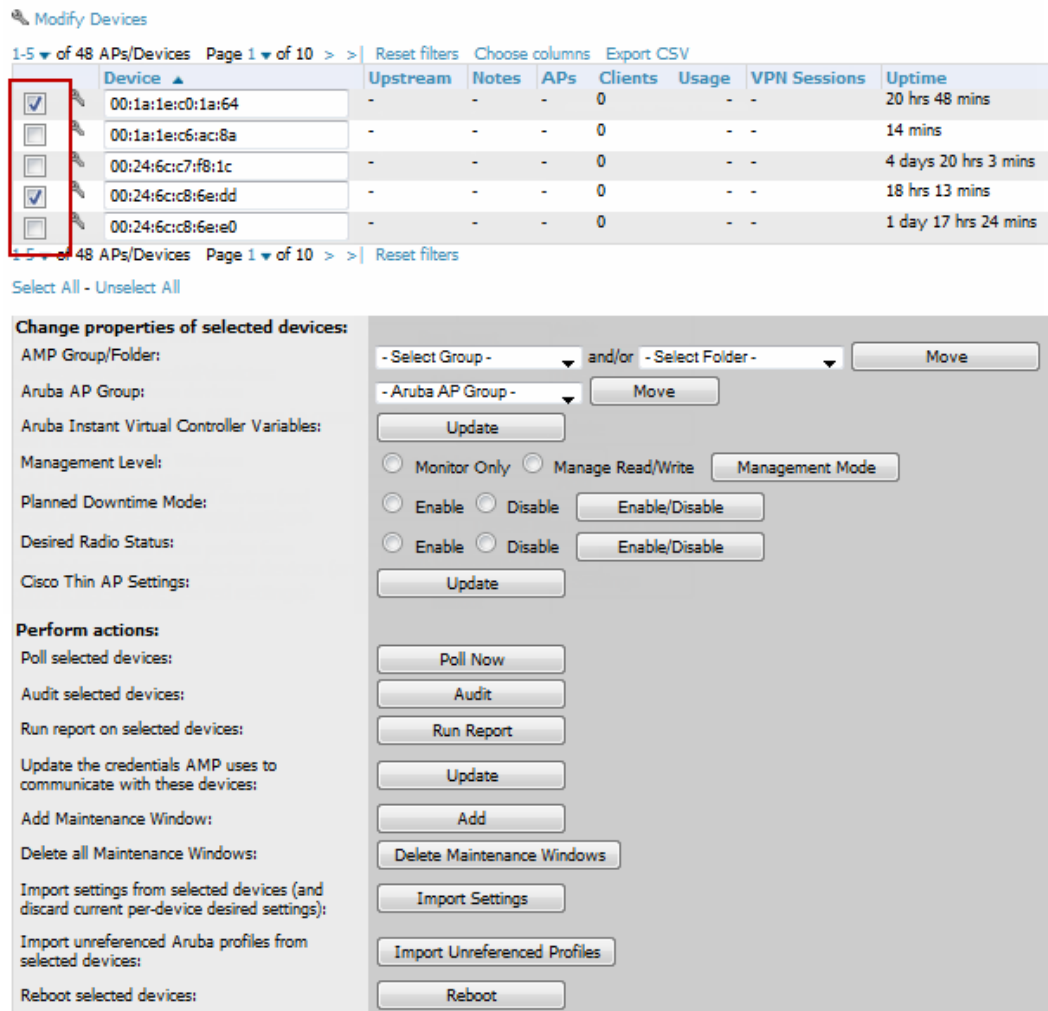 Modify Devices
1-5 of 48 APs/Devices Page 1 of 10 > >| Reset filters Choose columns Export CSV
Device Upstream Notes APs Clients Usage VPN Sessions Uptime
00:1a:1e:c0:1a:64 - - - 0 - - 20 hrs 48 mins
00:1a:1e:c6:ac:8a - - - 0 - - 14 mins
00:24:6c:c7:f8:1c - - - 0 - - 4 days 20 hrs 3 mins
00:24:6c:c8:6e:dd - - - 0 - - 18 hrs 13 mins
00:24:6c:c8:6e:e0 - - - 0 - - 1 day 17 hrs 24 mins
1-5 of 48 APs/Devices Page 1 of 10 > >| Reset filters
Select All - Unselect All
Change properties of selected devices:
AMP Group/Folder: - Select Group - and/or - Select Folder - Move
Aruba AP Group: - Aruba AP Group - Move
Aruba Instant Virtual Controller Variables: Update
Management Level: Monitor Only Manage Read/Write Management Mode
Planned Downtime Mode: Enable Disable Enable/Disable
Desired Radio Status: Enable Disable Enable/Disable
Cisco Thin AP Settings: Update
Perform actions:
Poll selected devices: Poll Now
Audit selected devices: Audit
Run report on selected devices: Run Report
Update the credentials AMP uses to
communicate with these devices: Update
Add Maintenance Window: Add
Delete all Maintenance Windows: Delete Maintenance Windows
Import settings from selected devices (and
discard current per-device desired settings): Import Settings
Import unreferenced Aruba profiles from
selected devices: Import Unreferenced Profiles
Reboot selected devices: Reboot